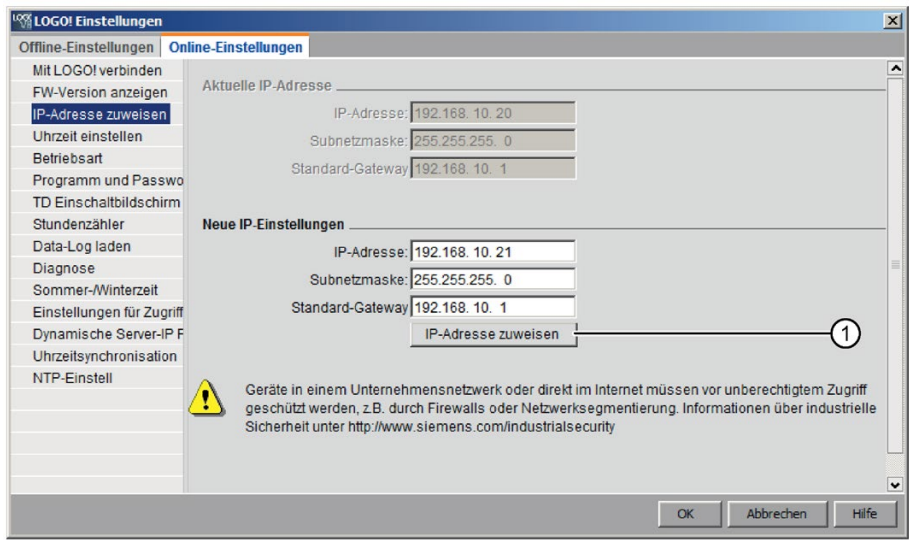 LOGO! Einstellungen
Offline-Einstellungen Online-Einstellungen
Mit LOGO! verbinden
FW-Version anzeigen
IP-Adresse zuweisen
Uhrzeit einstellen
Betriebsart
Programm und Passwo
TD Einschaltbildschirm
Stundenzähler
Data-Log laden
Diagnose
Sommer-/Winterzeit
Einstellungen für Zugriff
Dynamische Server-IP F
Uhrzeitsynchronisation
NTP-Einstell
Aktuelle IP-Adresse
IP-Adresse: 192.168. 10. 20
Subnetzmaske: 255.255.255. 0
Standard-Gateway 192.168. 10. 1
Neue IP-Einstellungen
IP-Adresse: 192.168. 10. 21
Subnetzmaske: 255.255.255. 0
Standard-Gateway 192.168. 10. 1
IP-Adresse zuweisen
1
Geräte in einem Unternehmensnetzwerk oder direkt im Internet müssen vor unberechtigtem Zugriff
geschützt werden, z.B. durch Firewalls oder Netzwerksegmentierung. Informationen über industrielle
Sicherheit unter http://www.siemens.com/industrialsecurity
OK Abbrechen Hilfe